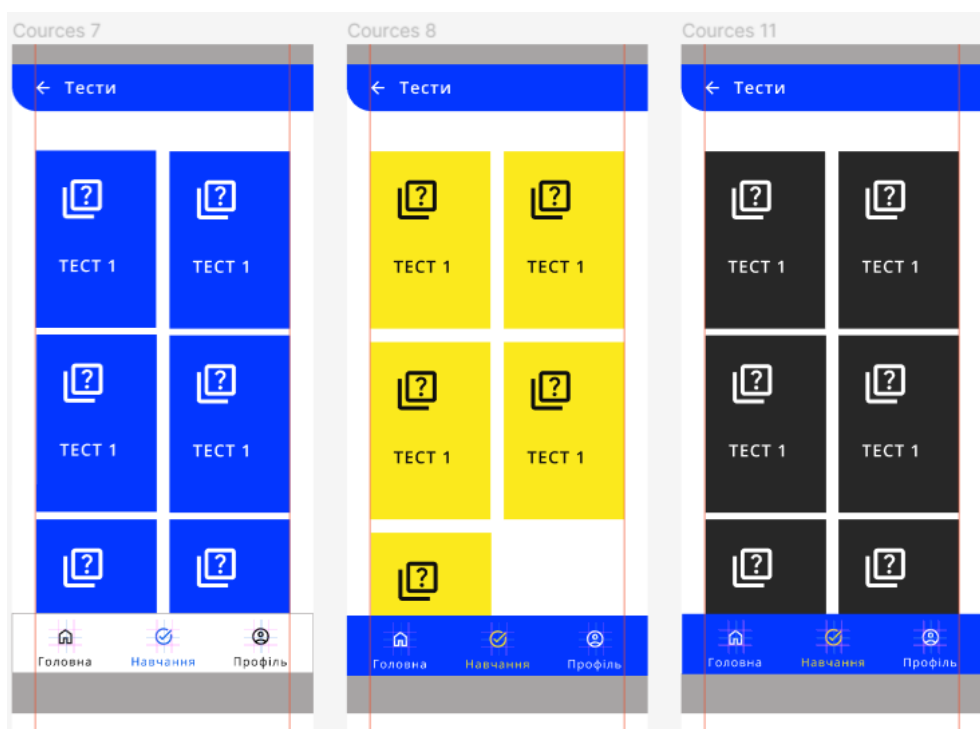 Cources 7
Cources 8
Cources 11
Тести
Тести
Тести
ТЕСТ 1
ТЕСТ 1
ТЕСТ 1
ТЕСТ 1
ТЕСТ 1
ТЕСТ 1
ТЕСТ 1
ТЕСТ 1
ТЕСТ 1
ТЕСТ 1
ТЕСТ 1
ТЕСТ 1
Головна
Навчання
Профіль
Головна
Навчання
Профіль
Головна
Навчання
Профіль